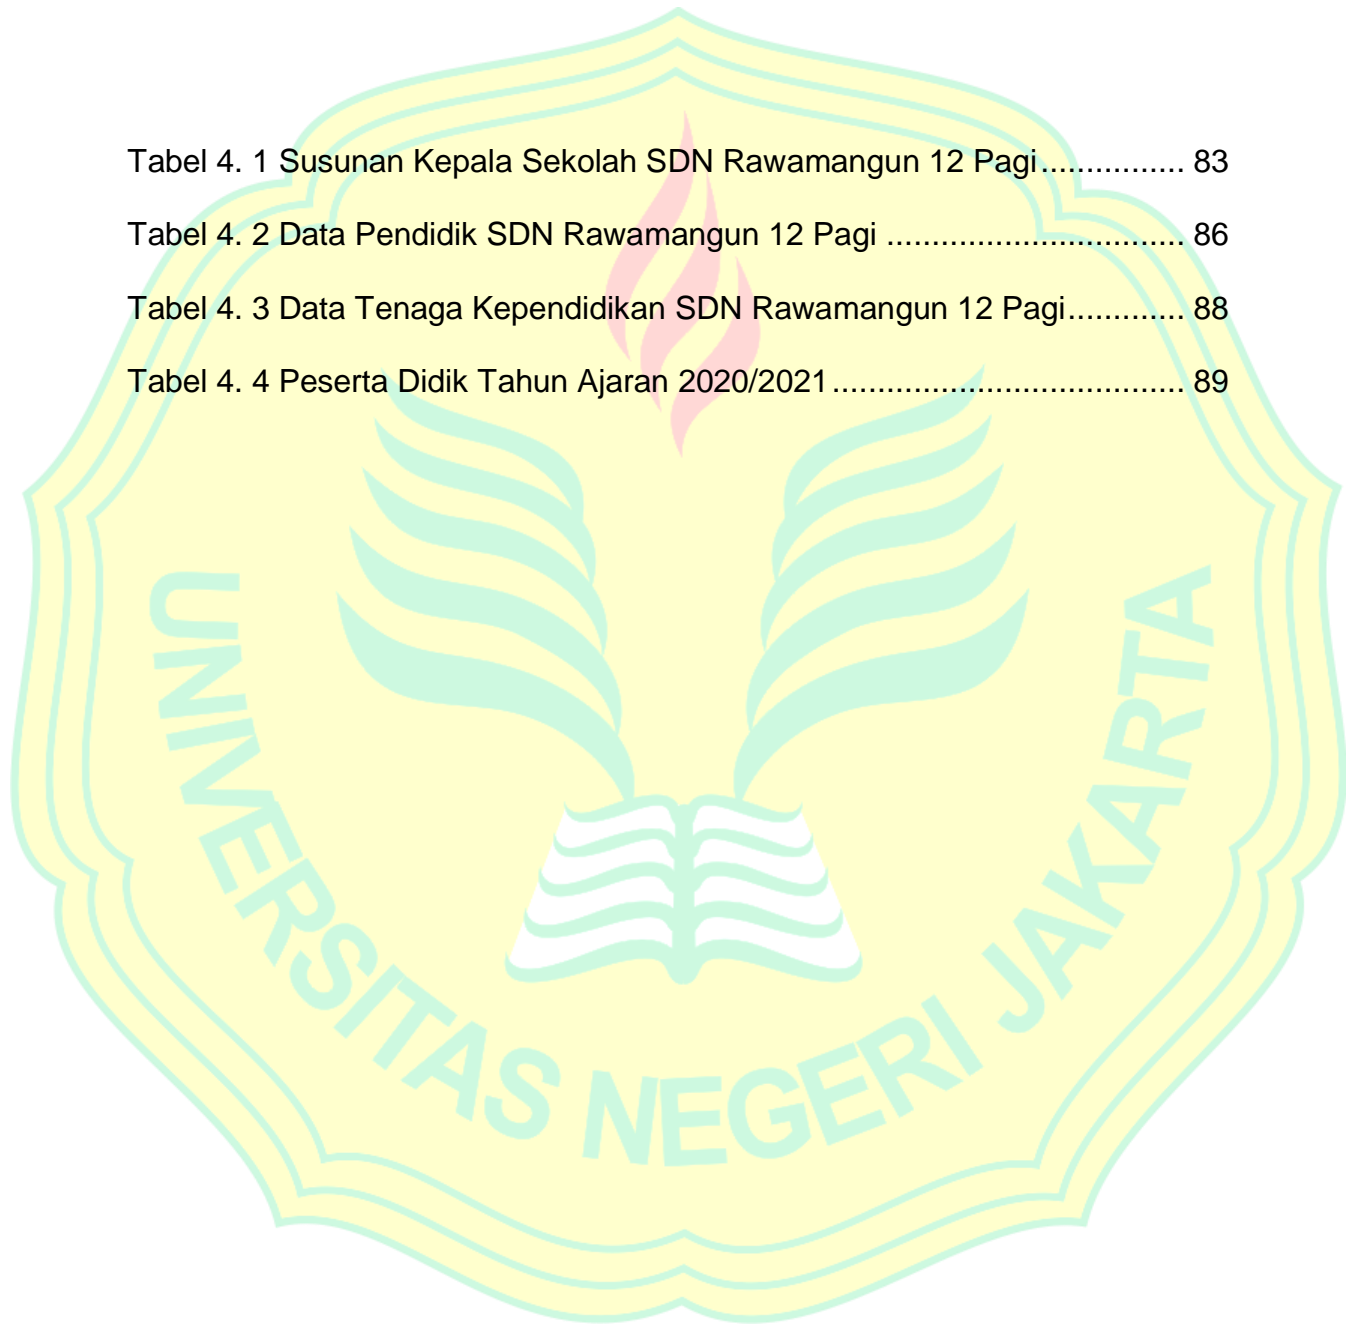 Tabel 4. 1 Susunan Kepala Sekolah SDN Rawamangun 12 Pagi................ 83
Tabel 4. 2 Data Pendidik SDN Rawamangun 12 Pagi ................................. 86
Tabel 4. 3 Data Tenaga Kependidikan SDN Rawamangun 12 Pagi............. 88
Tabel 4. 4 Peserta Didik Tahun Ajaran 2020/2021....................................... 89
UNIVERSITAS NEGERI JAKARTA